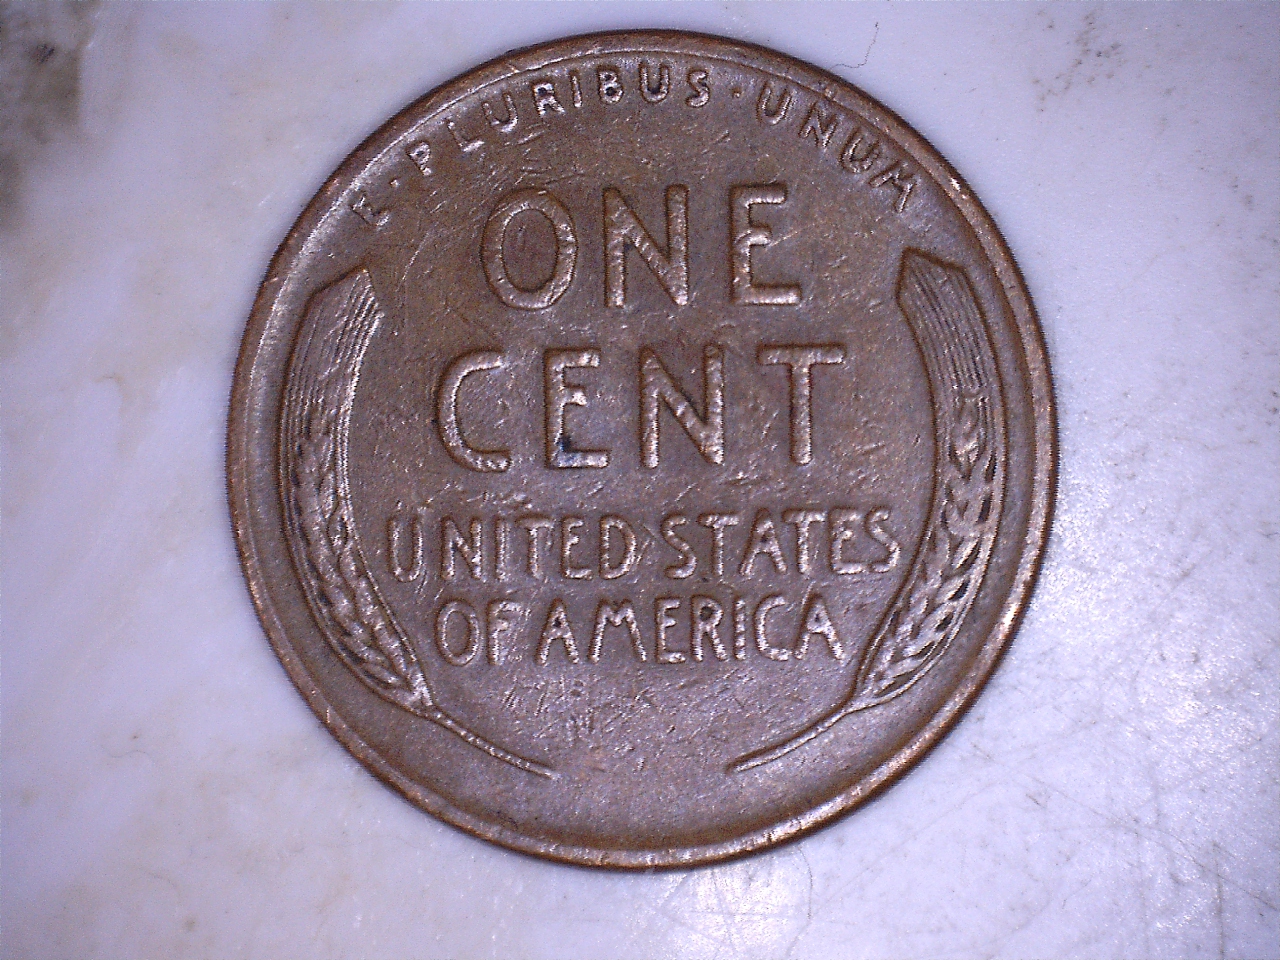 E · PLURIBUS · UNUM
ONE
CENT
UNITED STATES
OF AMERICA